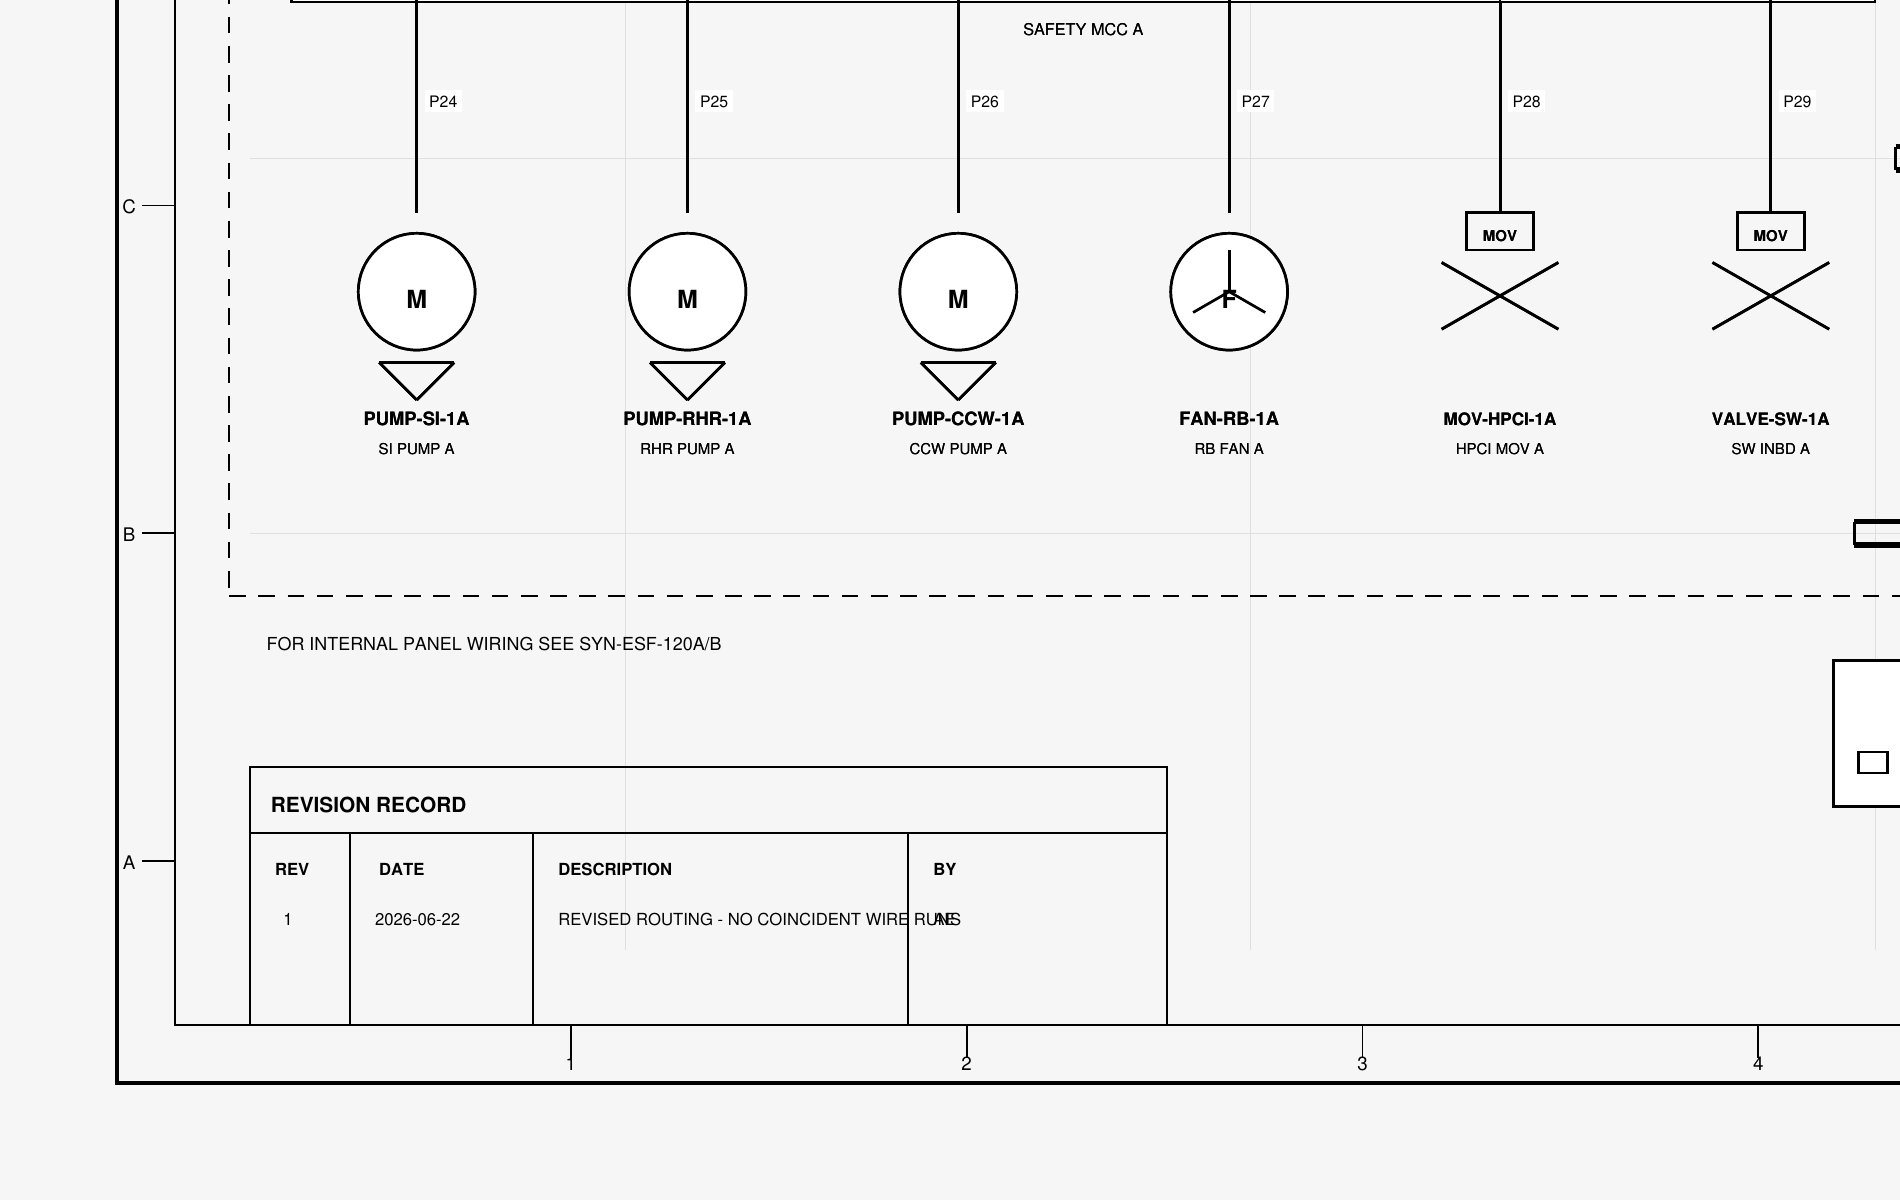 SAFETY MCC A
P24 P25 P26 P27 P28 P29
C
MOV MOV
M M M F
PUMP-SI-1A PUMP-RHR-1A PUMP-CCW-1A FAN-RB-1A MOV-HPCI-1A VALVE-SW-1A
SI PUMP A RHR PUMP A CCW PUMP A RB FAN A HPCI MOV A SW INBD A
B
FOR INTERNAL PANEL WIRING SEE SYN-ESF-120A/B
REVISION RECORD
A
REV DATE DESCRIPTION BY
1 2026-06-22 REVISED ROUTING - NO COINCIDENT WIRE RUNS
1 2 3 4